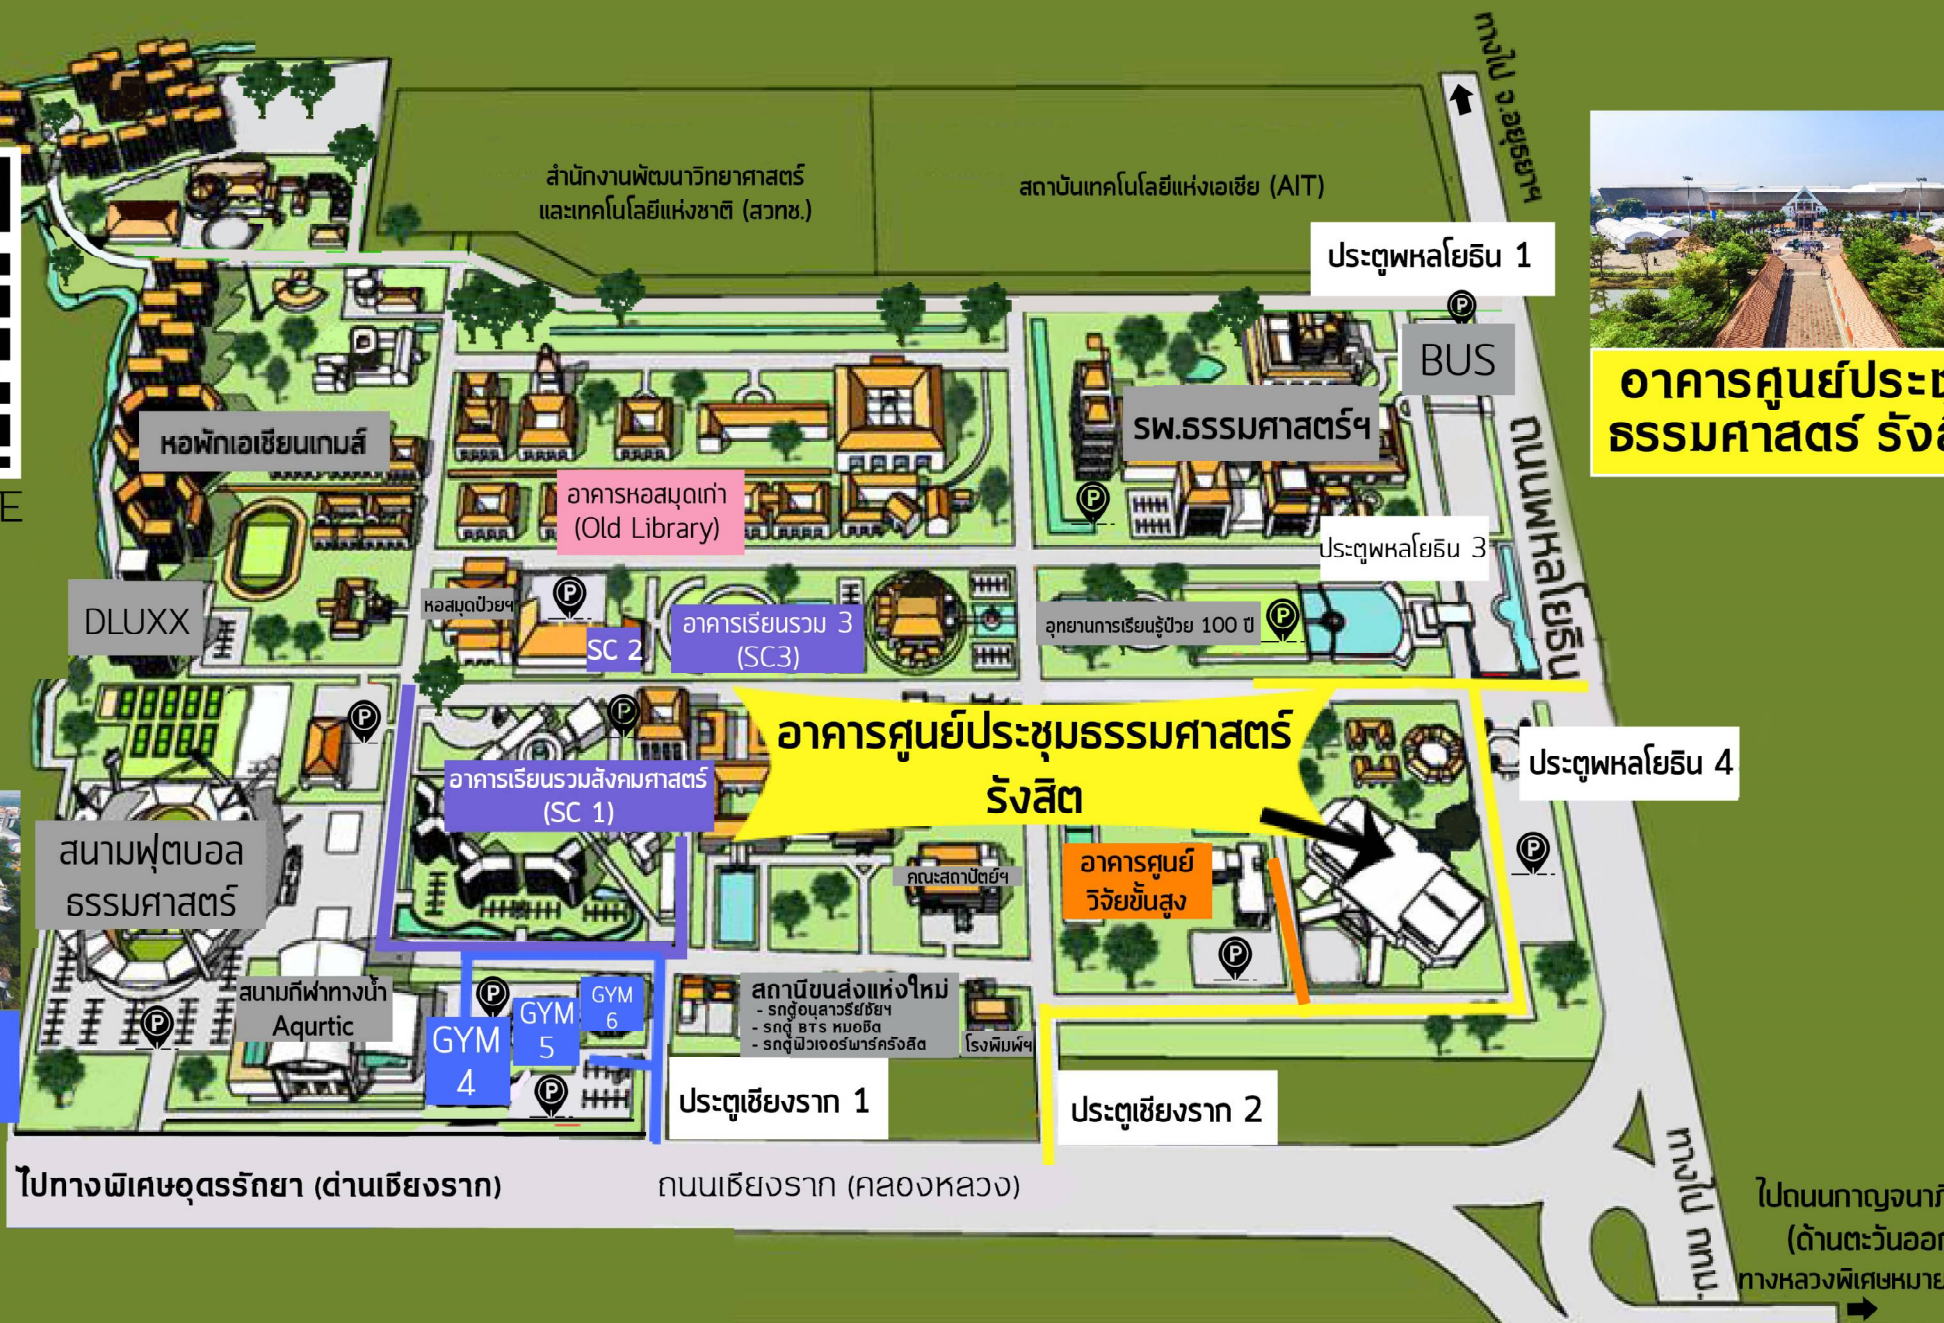 ทางไป จ.อยุธยาฯ
สำนักงานพัฒนาวิทยาศาสตร์
และเทคโนโลยีแห่งชาติ (สวทช.)
สถาบันเทคโนโลยีแห่งเอเชีย (AIT)
ประตูพหลโยธิน 1
P
BUS
อาคารศูนย์ประช
ธรรมศาสตร์ รังสิ
E
หอพักเอเชียนเกมส์
รพ.ธรรมศาสตร์ฯ
ถนนพหลโยธิน
อาคารหอสมุดเก่า
(Old Library)
P
ประตูพหลโยธิน 3
DLUXX
หอสมุดป๋วยฯ
P
SC 2
อาคารเรียนรวม 3
(SC3)
อุทยานการเรียนรู้ป๋วย 100 ปี
P
P
P
อาคารศูนย์ประชุมธรรมศาสตร์
รังสิต
ประตูพหลโยธิน 4
อาคารเรียนรวมสังคมศาสตร์
(SC 1)
สนามฟุตบอล
ธรรมศาสตร์
คณะสถาปัตย์ฯ
อาคารศูนย์
วิจัยขั้นสูง
P
P
สนามกีฬาทางน้ำ
Aqurtic
P
P
GYM
4
GYM
5
GYM
6
P
สถานีขนส่งแห่งใหม่
- รถตู้อนุสาวรีย์ชัยฯ
- รถตู้ BTS หมอชิต
- รถตู้ฟิวเจอร์พาร์ครังสิต
โรงพิมพ์ฯ
ประตูเชียงราก 1
ประตูเชียงราก 2
ไปทางพิเศษอุดรรัถยา (ด่านเชียงราก)
ถนนเชียงราก (คลองหลวง)
ทางไป กทม.
ไปถนนกาญจนาภิ
(ด้านตะวันออก
ทางหลวงพิเศษหมาย